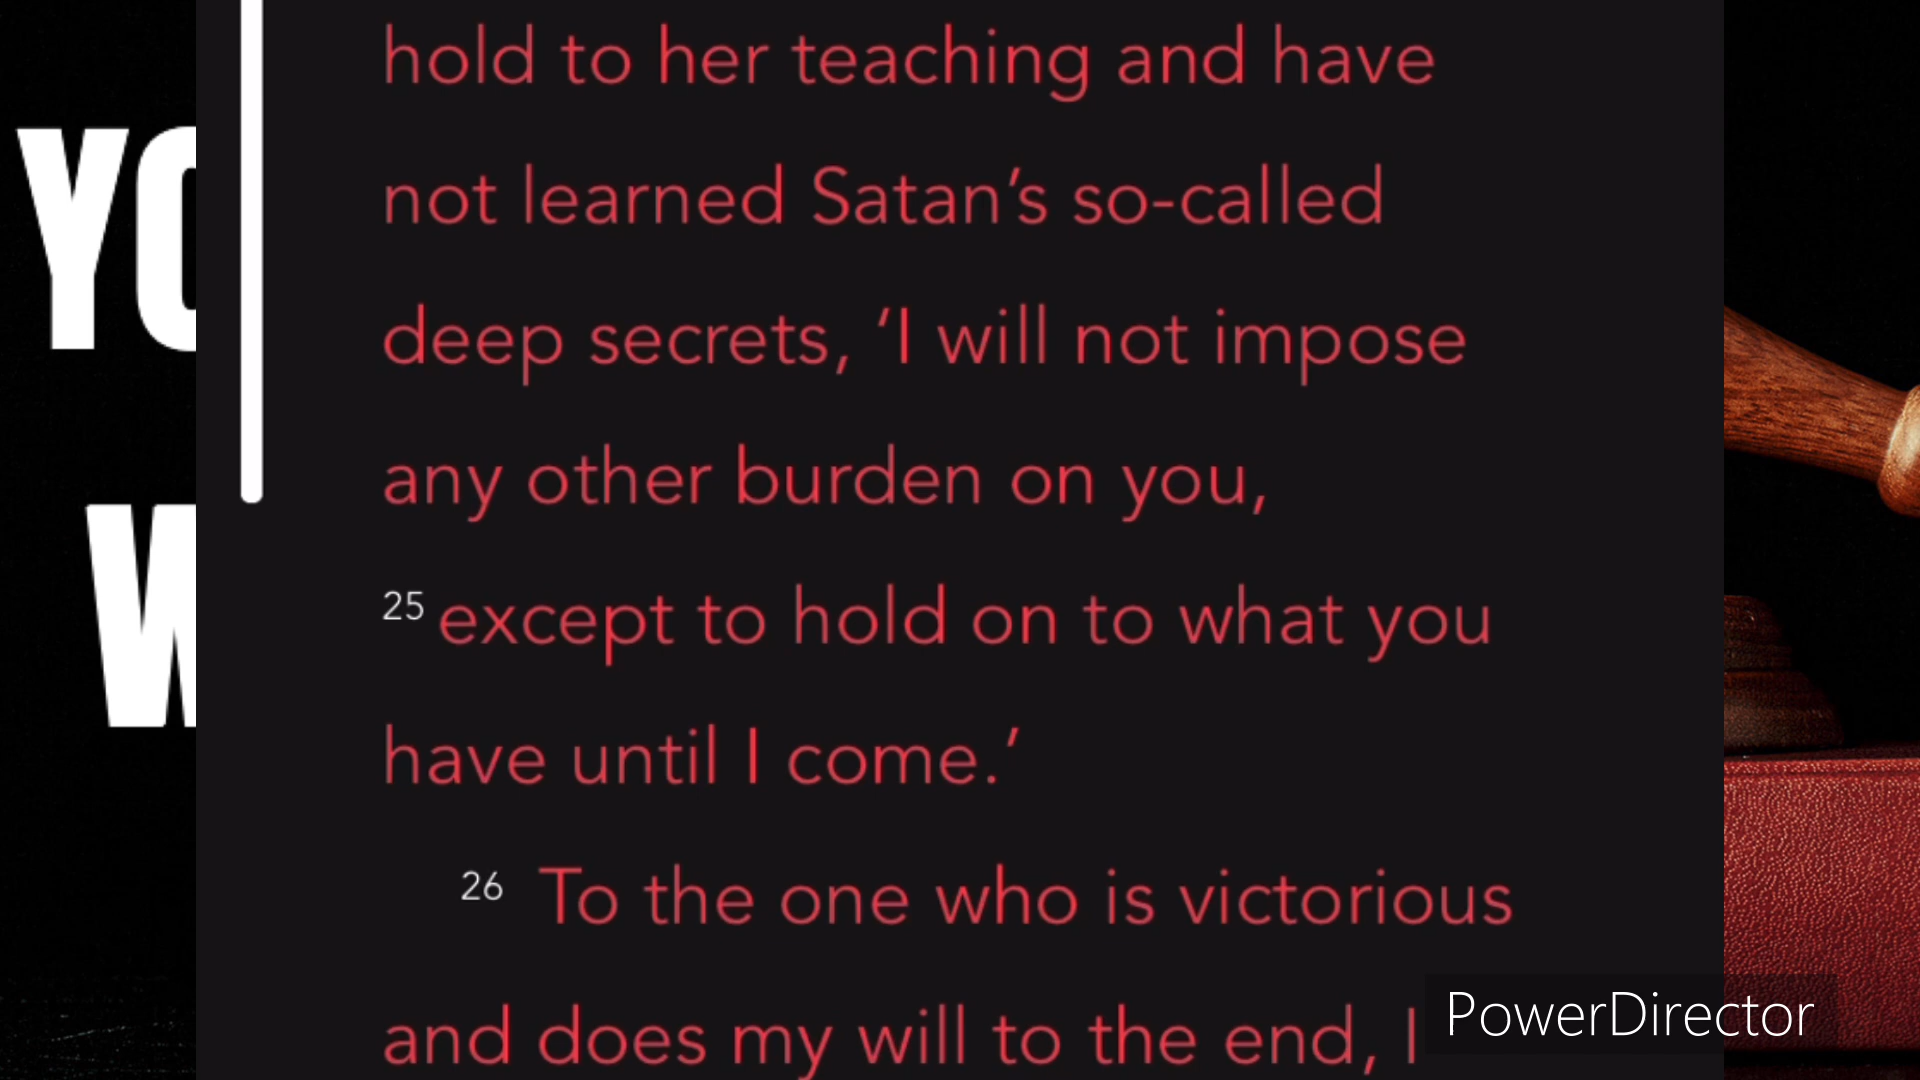 YO
W
hold to her teaching and have
not learned Satan’s so-called
deep secrets, ‘I will not impose
any other burden on you,
25 except to hold on to what you
have until I come.’
26 To the one who is victorious
and does my will to the end, I
PowerDirector